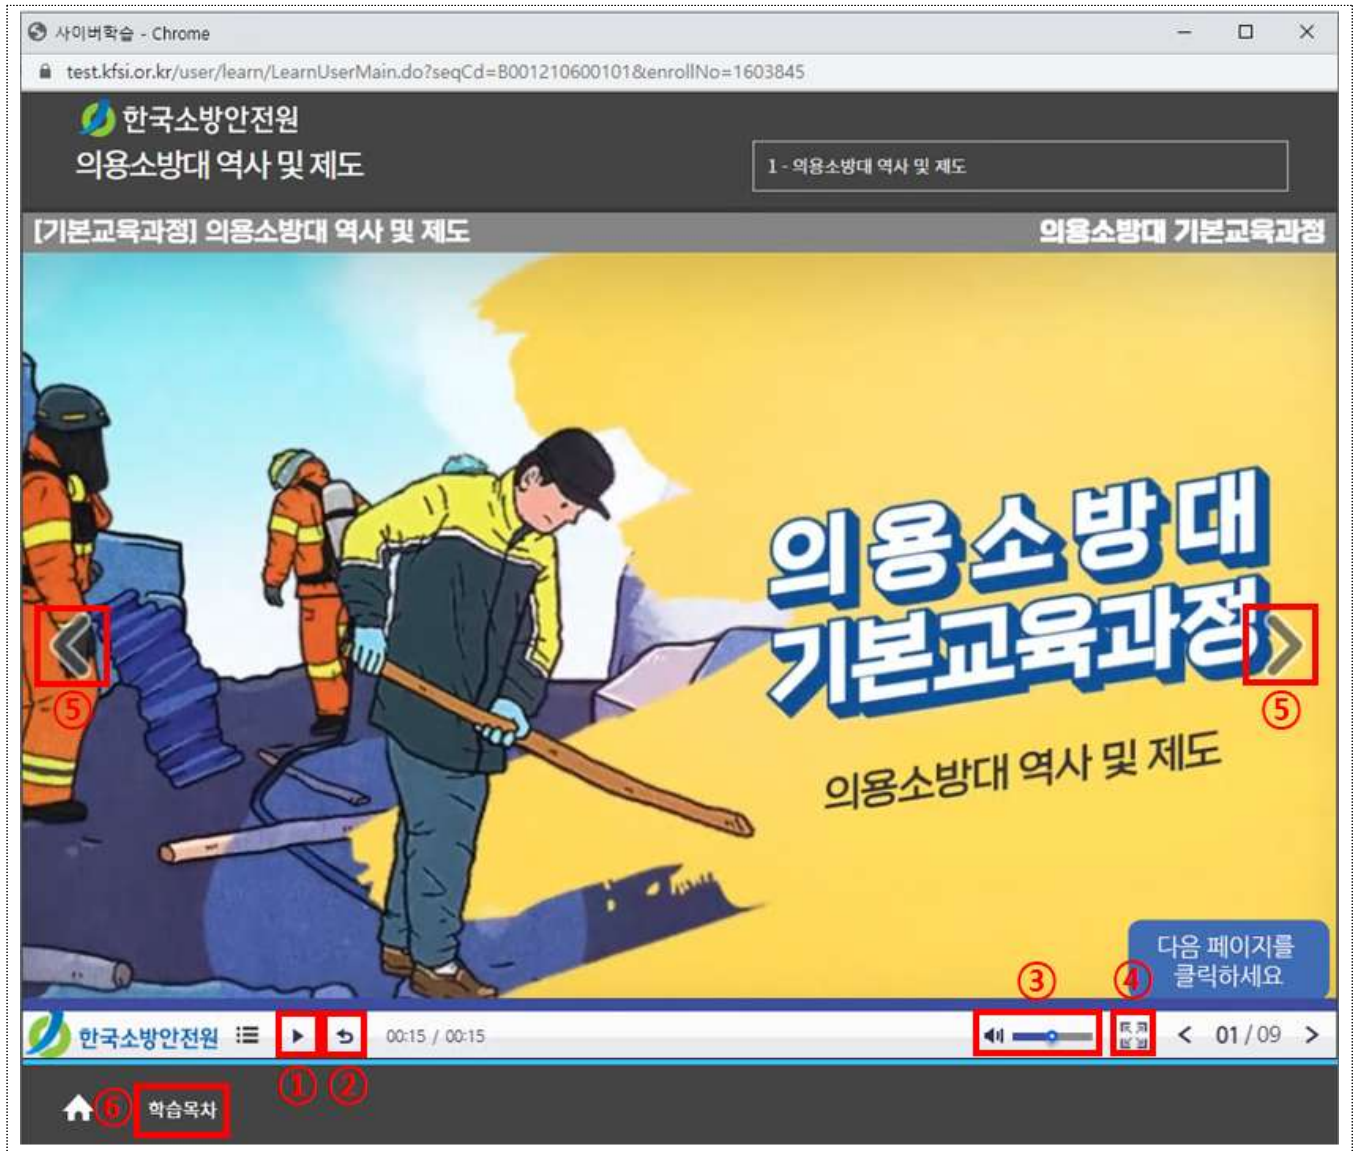 사이버학습 - Chrome
test.kfsi.or.kr/user/learn/LearnUserMain.do?seqCd=B001210600101&enrollNo=1603845
한국소방안전원
의용소방대 역사 및 제도
1 - 의용소방대 역사 및 제도
[기본교육과정] 의용소방대 역사 및 제도
의용소방대 기본교육과정
의용소방대
기본교육과정
⑤
⑤
의용소방대 역사 및 제도
다음 페이지를
클릭하세요
③
④
한국소방안전원
00:15 / 00:15
01 / 09
①
②
⑥
학습목차